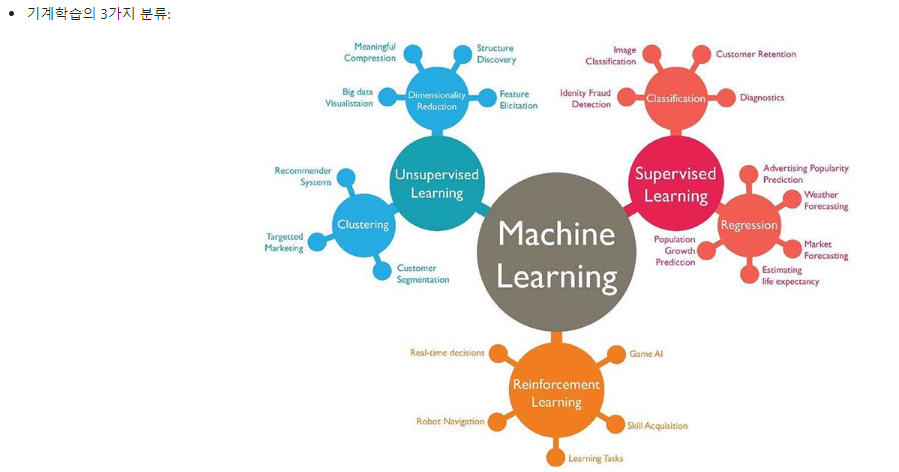 기계학습의 3가지 분류:
Meaningful
Compression
Structure
Discovery
Big data
Visualistaion
Dimensionality
Reduction
Feature
Elicitation
Recommender
Systems
Unsupervised
Learning
Clustering
Targetted
Marketing
Customer
Segmentation
Machine
Learning
Image
Classification
Customer Retention
Idenity Fraud
Detection
Classification
Diagnostics
Supervised
Learning
Advertising Popularity
Prediction
Weather
Forecasting
Regression
Population
Growth
Prediction
Market
Forecasting
Estimating
life expectancy
Real-time decisions
Game AI
Reinforcement
Learning
Robot Navigation
Skill Acquisition
Learning Tasks